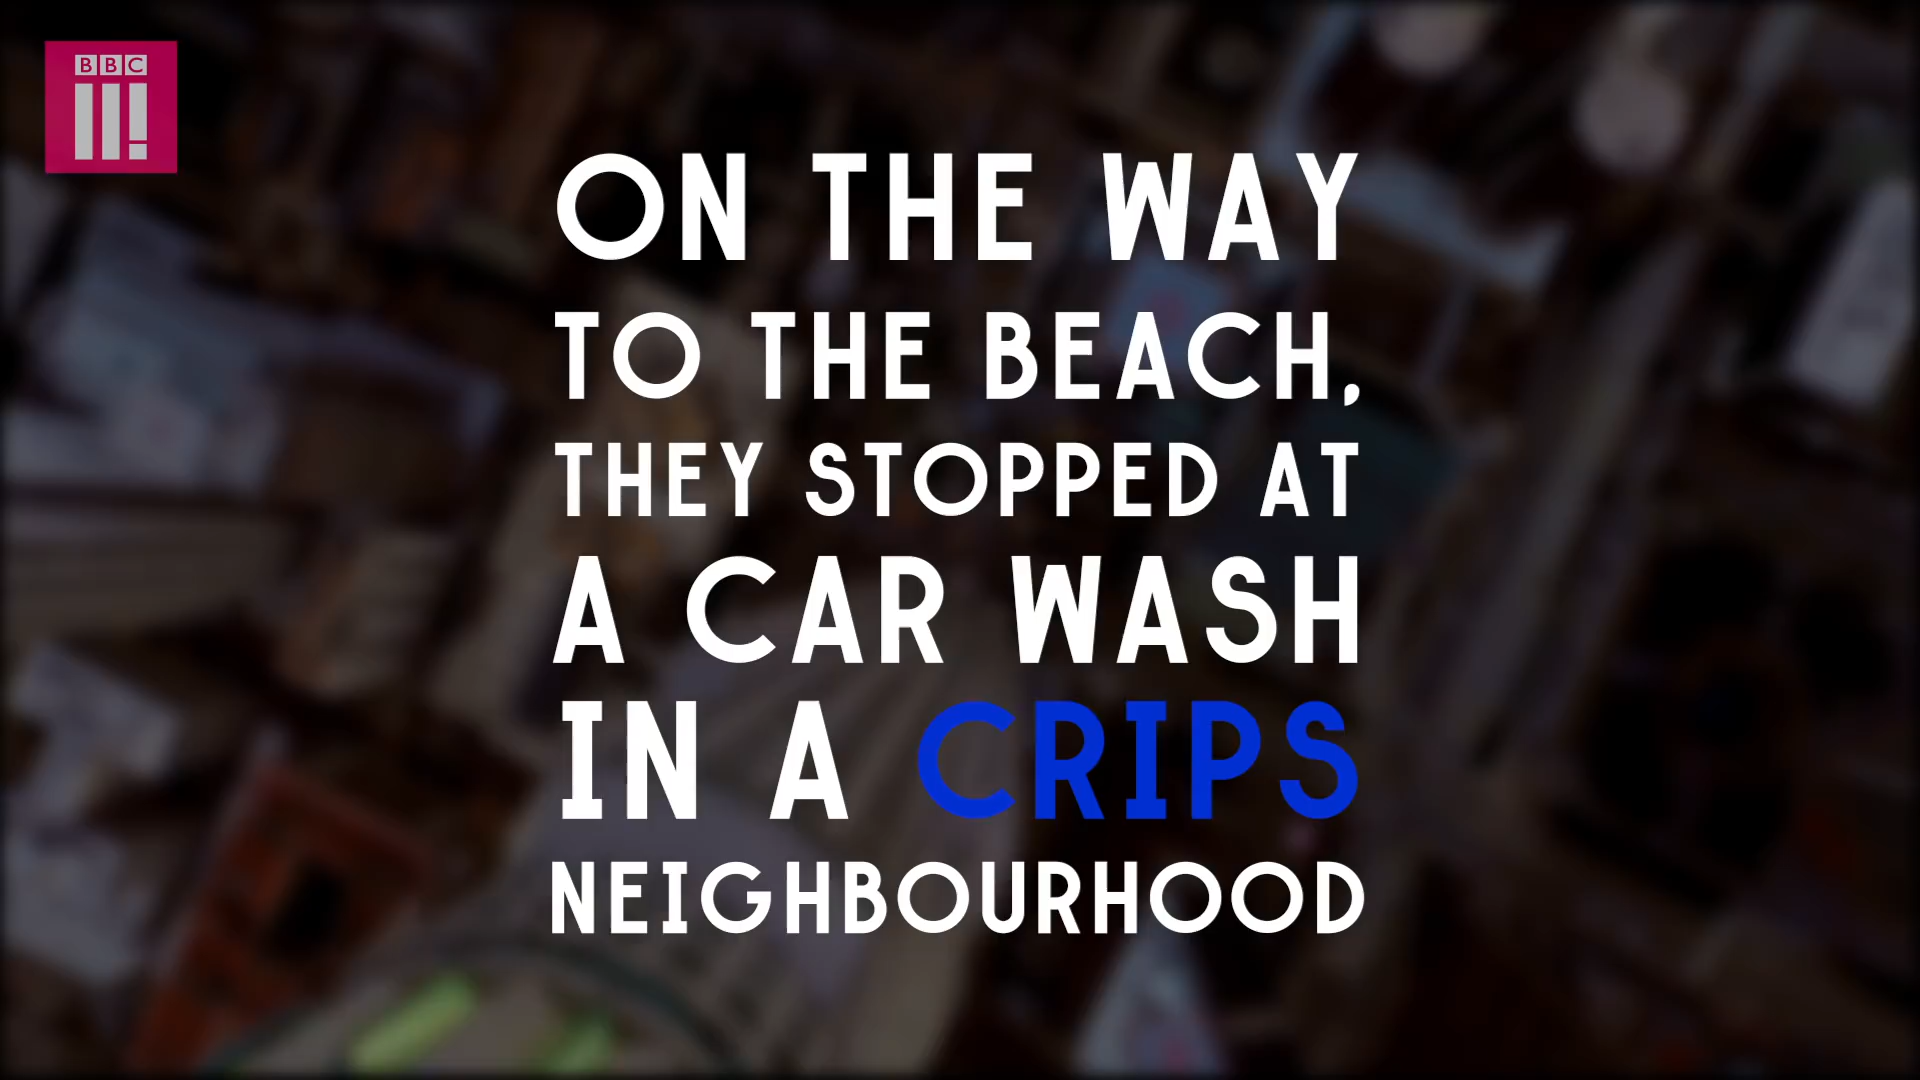 BBC
ON THE WAY
TO THE BEACH,
THEY STOPPED AT
A CAR WASH
IN A CRIPS
NEIGHBOURHOOD